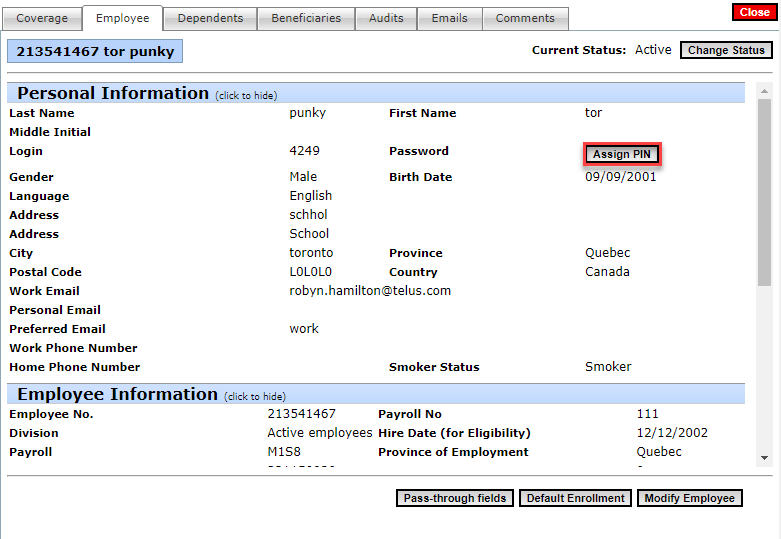 Close
Coverage Employee Dependents Beneficiaries Audits Emails Comments
213541467 tor punky Current Status: Active Change Status
Personal Information (click to hide)
Last Name punky First Name tor
Middle Initial
Login 4249 Password Assign PIN
Gender Male Birth Date 09/09/2001
Language English
Address schhol
Address School
City toronto Province Quebec
Postal Code L0L0L0 Country Canada
Work Email robyn.hamilton@telus.com
Personal Email
Preferred Email work
Work Phone Number
Home Phone Number Smoker Status Smoker
Employee Information (click to hide)
Employee No. 213541467 Payroll No 111
Division Active employees Hire Date (for Eligibility) 12/12/2002
Payroll M1S8 Province of Employment Quebec
Pass-through fields Default Enrollment Modify Employee